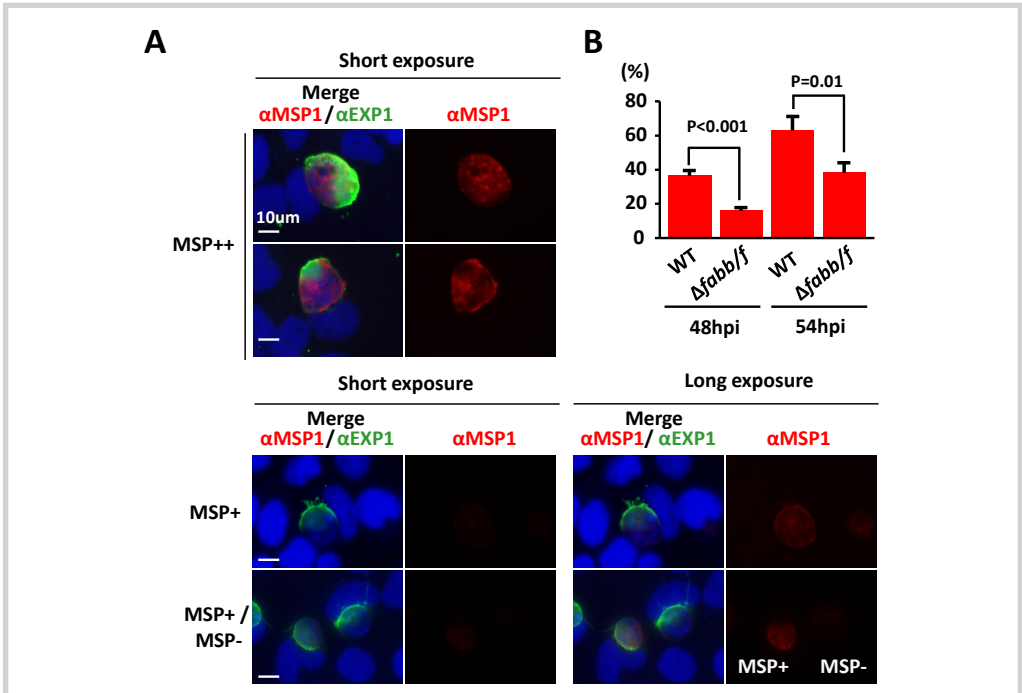 A
Short exposure
Merge
αMSP1/αEXP1 αMSP1
10um
MSP++
B
(%)
80
60
40
20
0
P<0.001
P=0.01
WT
Δfabb/f
WT
Δfabb/f
48hpi 54hpi
Short exposure
Merge
αMSP1/αEXP1 αMSP1
Long exposure
Merge
αMSP1/ αEXP1 αMSP1
MSP+
MSP+ /
MSP-
MSP+ MSP-